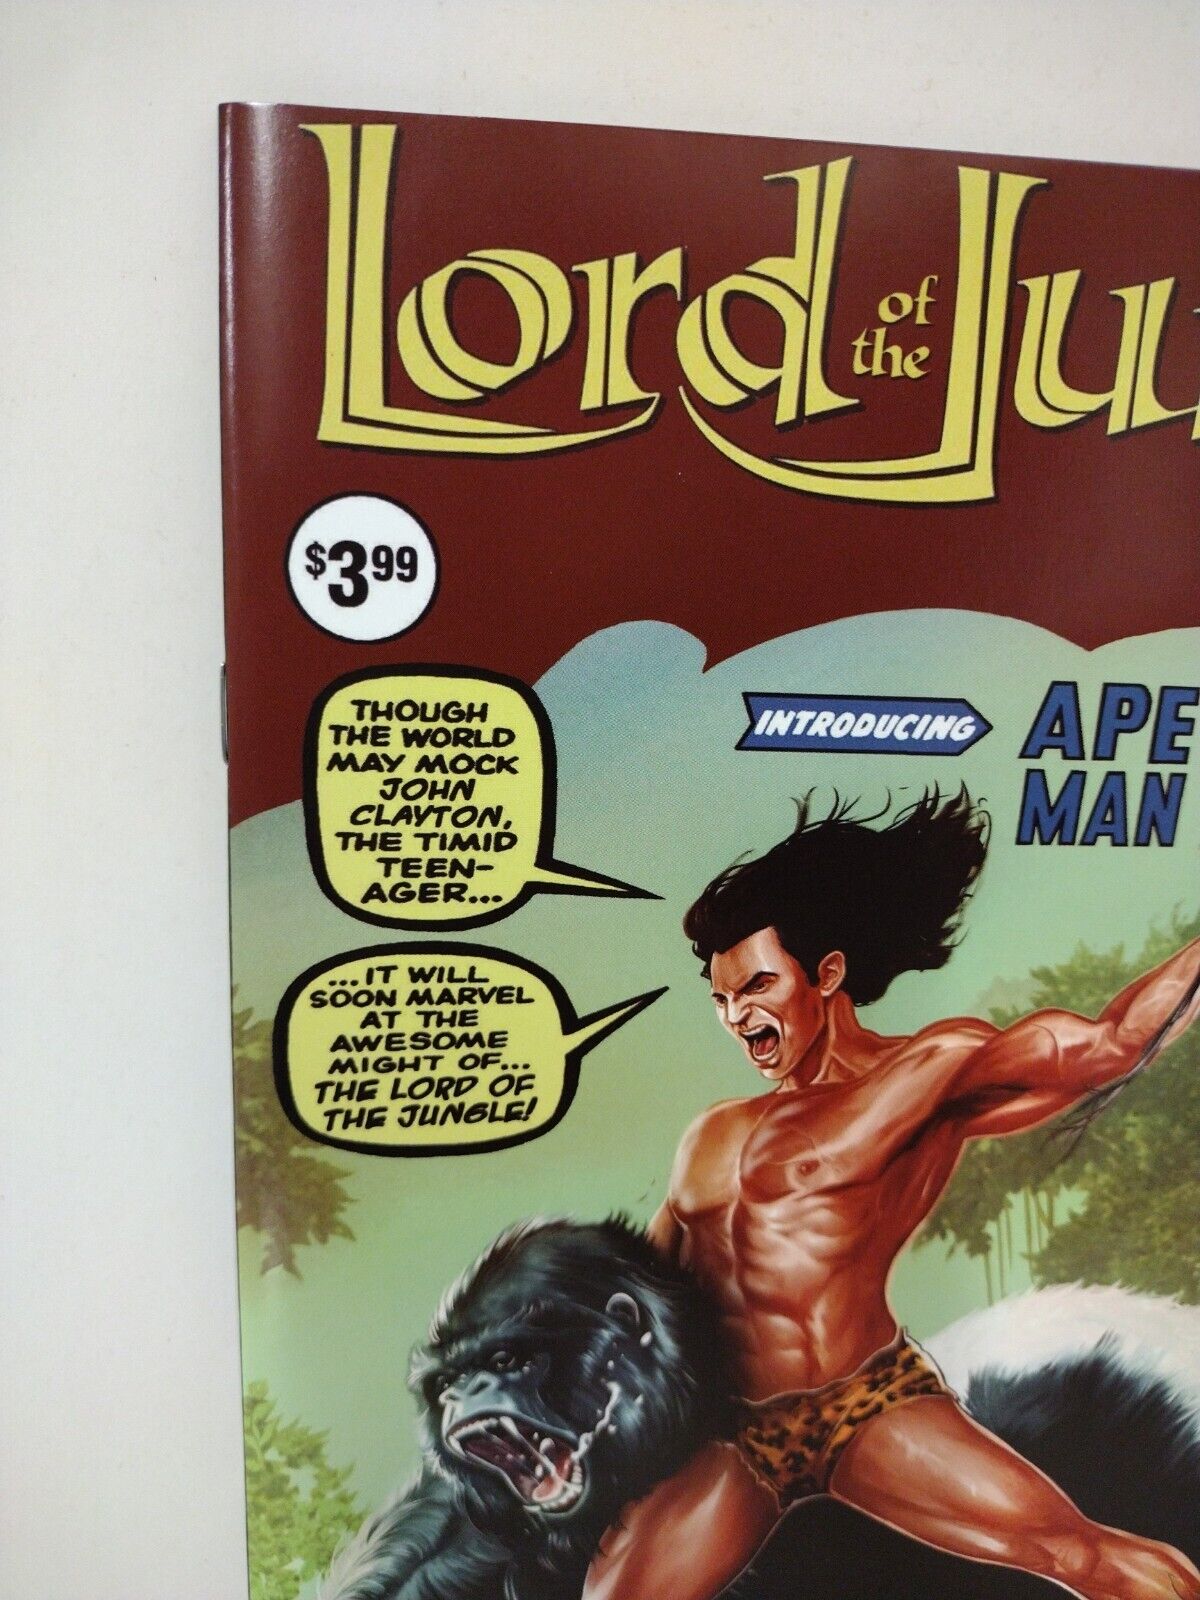 Lord of the Ju
$3.99
INTRODUCING
APE
MAN
THOUGH
THE WORLD
MAY MOCK
JOHN
CLAYTON,
THE TIMID
TEEN-
AGER...
...IT WILL
SOON MARVEL
AT THE
AWESOME
MIGHT OF...
THE LORD OF
THE JUNGLE!